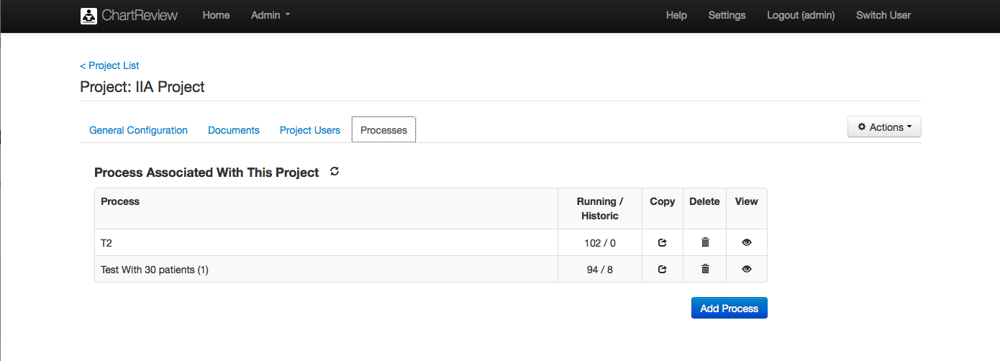 ChartReview Home Admin Help Settings Logout (admin) Switch User
< Project List
Project: IIA Project
General Configuration Documents Project Users Processes Actions
Process Associated With This Project
Process Running / Historic Copy Delete View
T2 102 / 0
Test With 30 patients (1) 94 / 8
Add Process